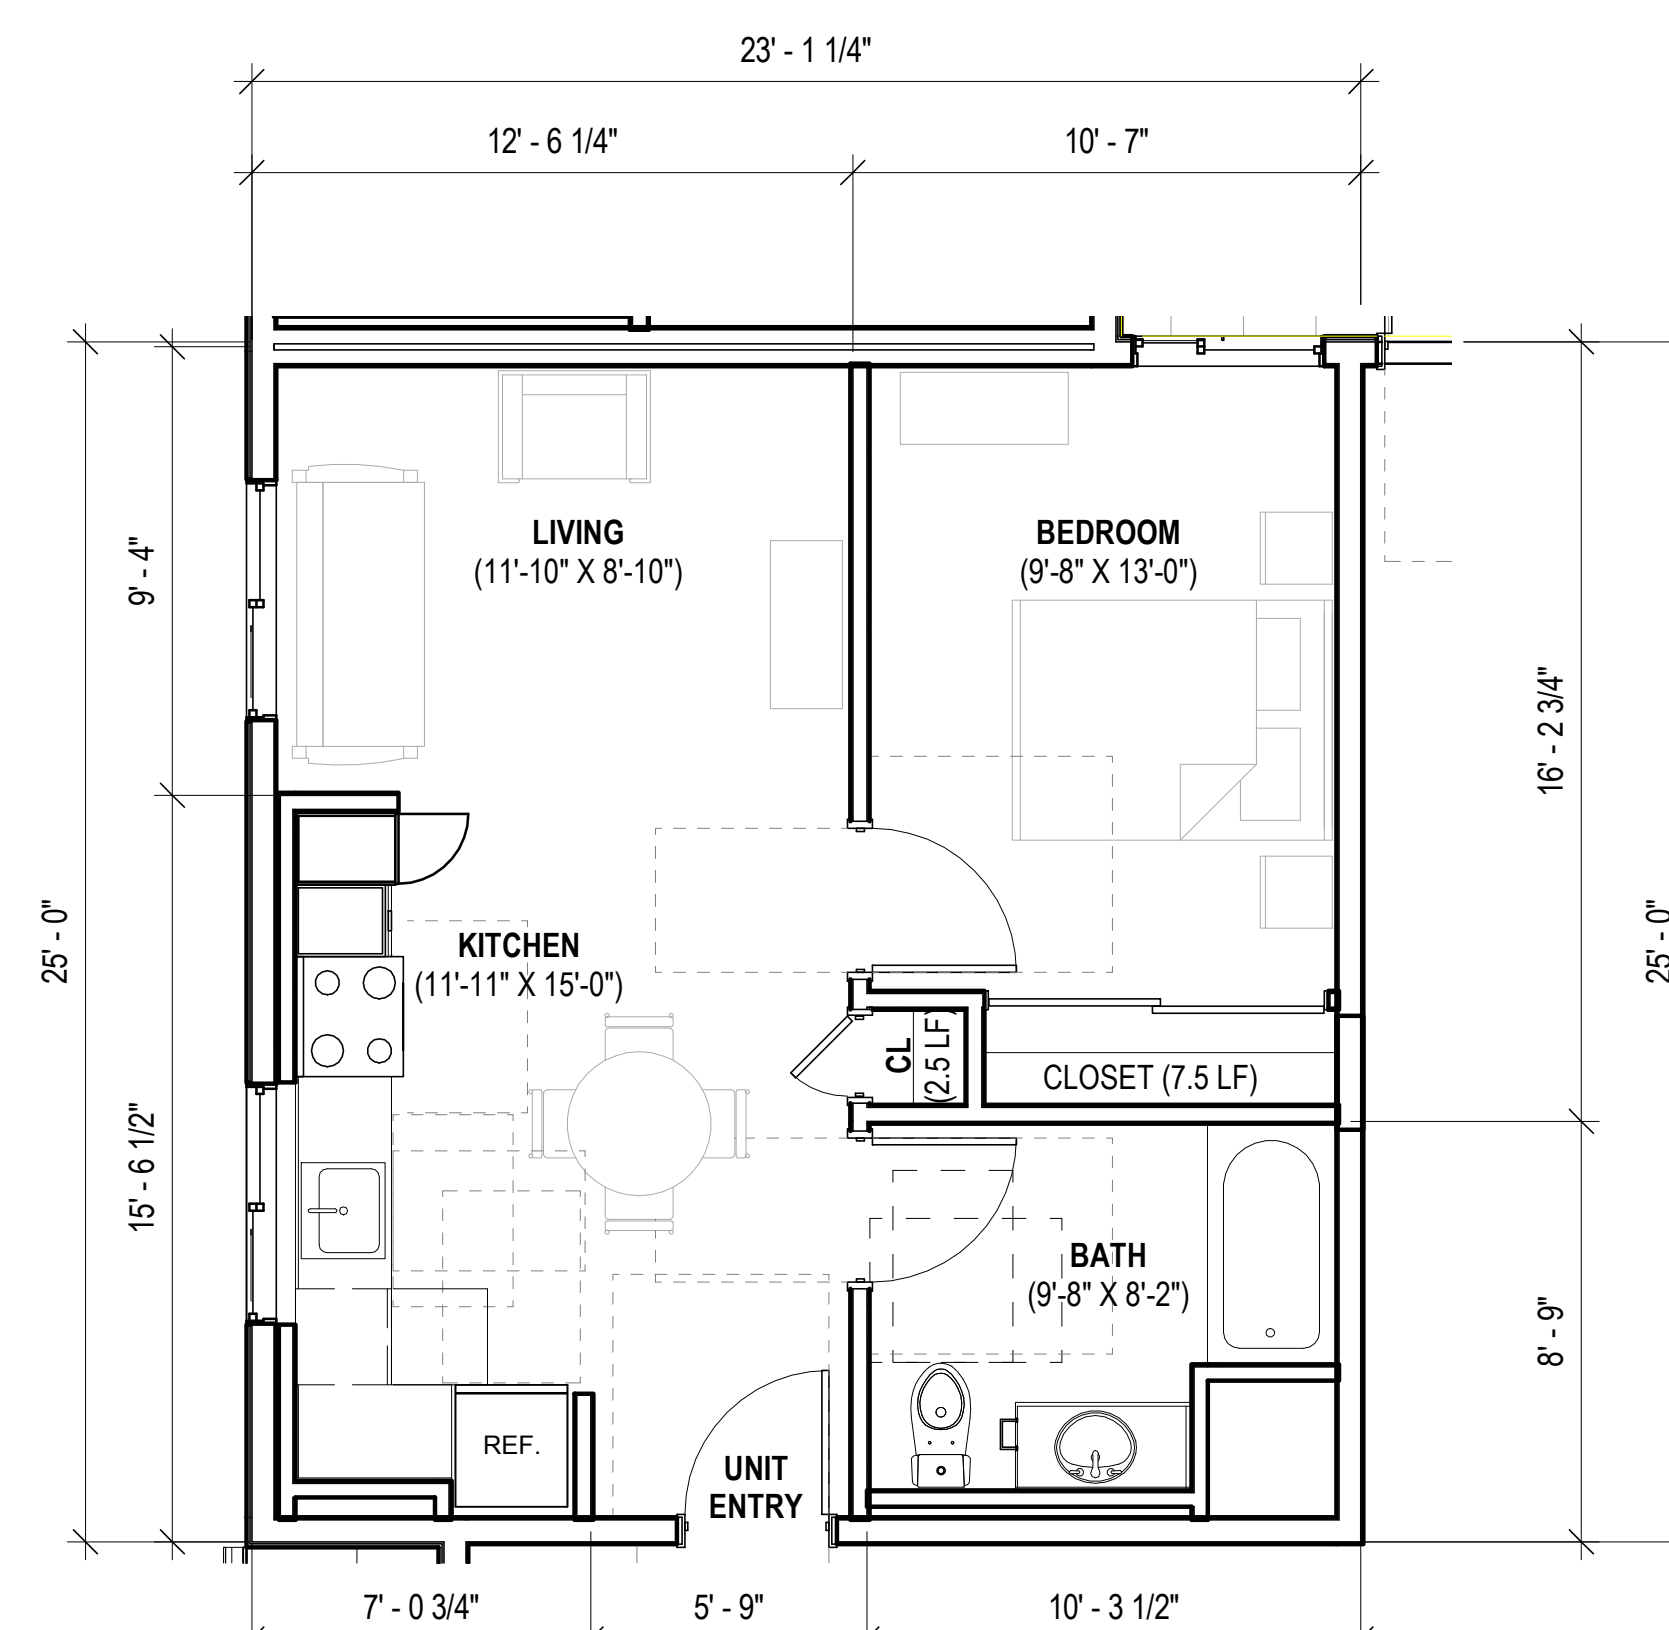 23' - 1 1/4"
12' - 6 1/4"
10' - 7"
LIVING
(11'-10" X 8'-10")
BEDROOM
(9'-8" X 13'-0")
9' - 4"
16' - 2 3/4"
25' - 0"
25' - 0"
KITCHEN
(11'-11" X 15'-0")
CL
(2.5 LF)
CLOSET (7.5 LF)
15' - 6 1/2"
BATH
(9'-8" X 8'-2")
8' - 9"
REF.
UNIT
ENTRY
7' - 0 3/4"
5' - 9"
10' - 3 1/2"